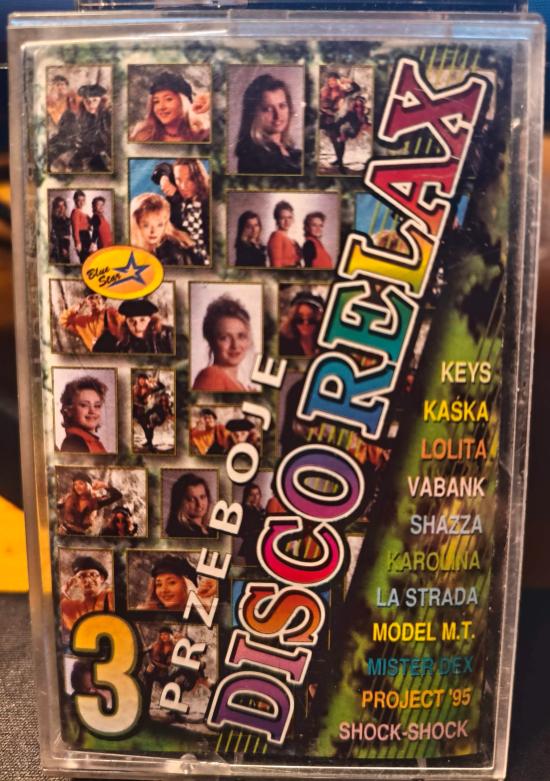 Blue
Star
3
PRZEBOJE
DISCO RELAX
KEYS
KAŚKA
LOLITA
VABANK
SHAZZA
KAROLINA
LA STRADA
MODEL M.T.
MISTER DEX
PROJECT '95
SHOCK-SHOCK